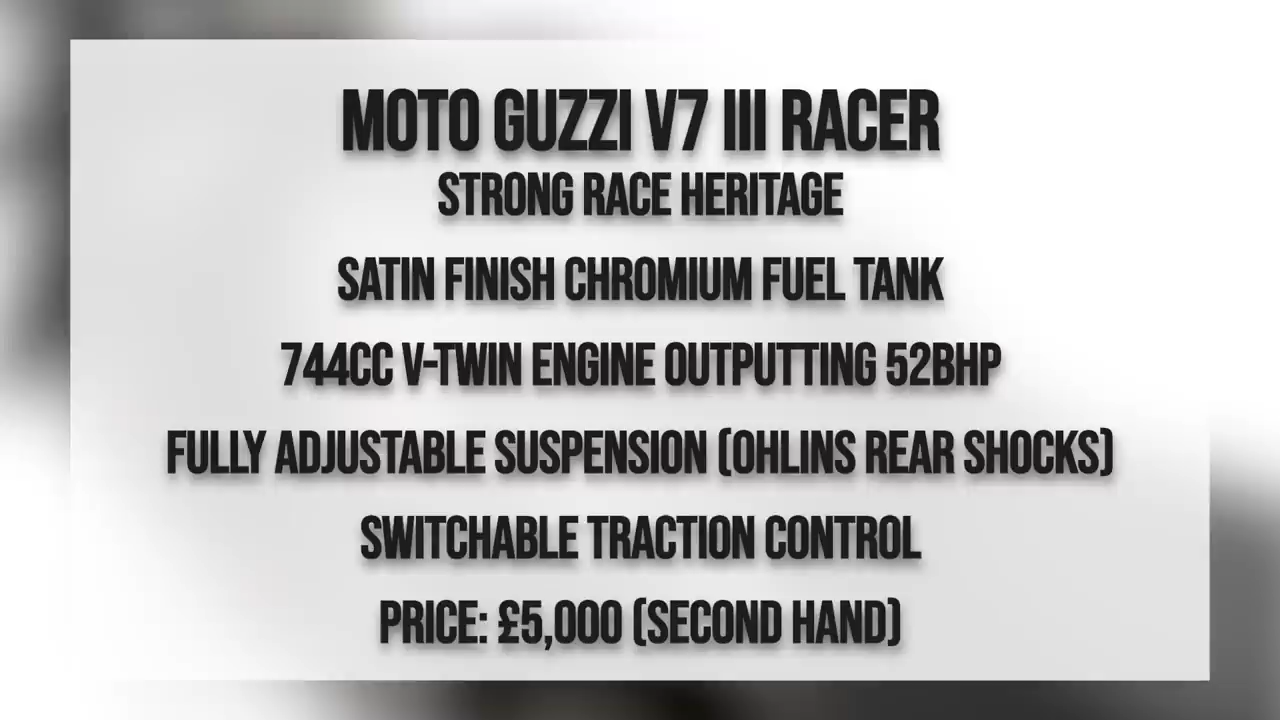 MOTO GUZZI V7 III RACER
STRONG RACE HERITAGE
SATIN FINISH CHROMIUM FUEL TANK
744CC V-TWIN ENGINE OUTPUTTING 52BHP
FULLY ADJUSTABLE SUSPENSION (OHLINS REAR SHOCKS)
SWITCHABLE TRACTION CONTROL
PRICE: £5,000 (SECOND HAND)